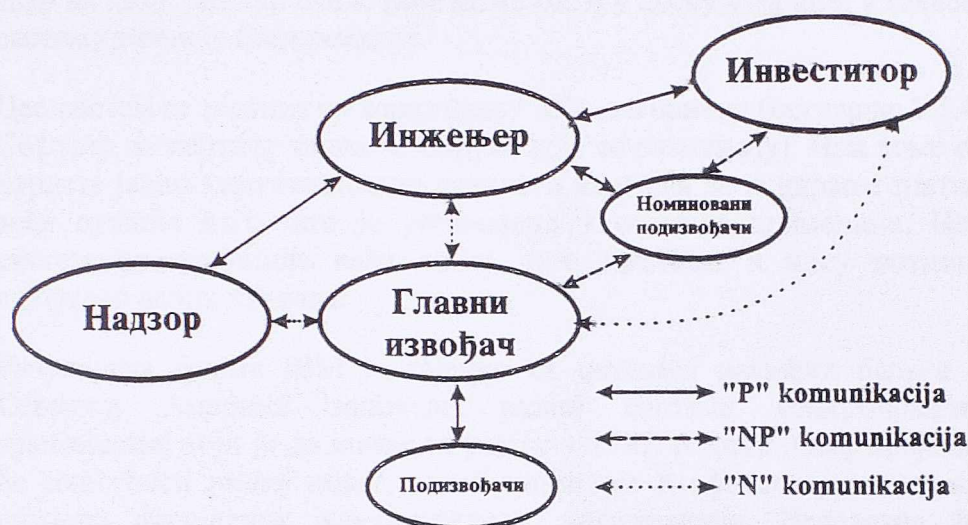 Инвеститор
Инжењер
Номиновани
подизвођачи
Надзор
Главни
извођач
"P" komunikacija
"NP" komunikacija
Подизвођачи
"N" komunikacija